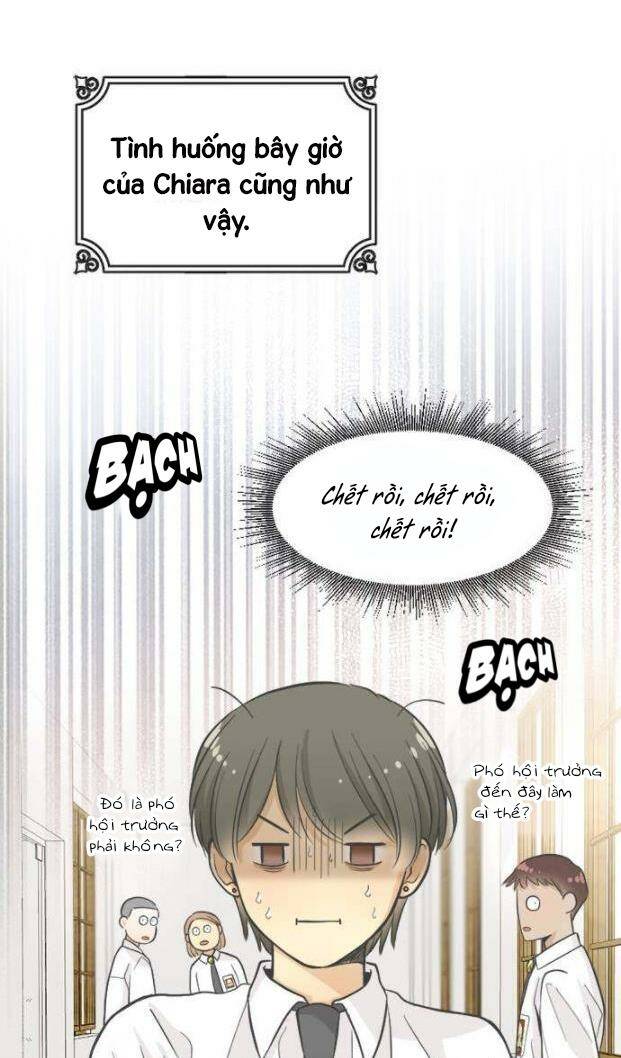 Tình huống bây giờ
của Chiara cũng như
vậy.
BẠCH
Chết rồi, chết rồi,
chết rồi!
BẠCH
Phó hội trưởng
đến đây làm
gì thế?
Đó là phó
hội trưởng
phải không?